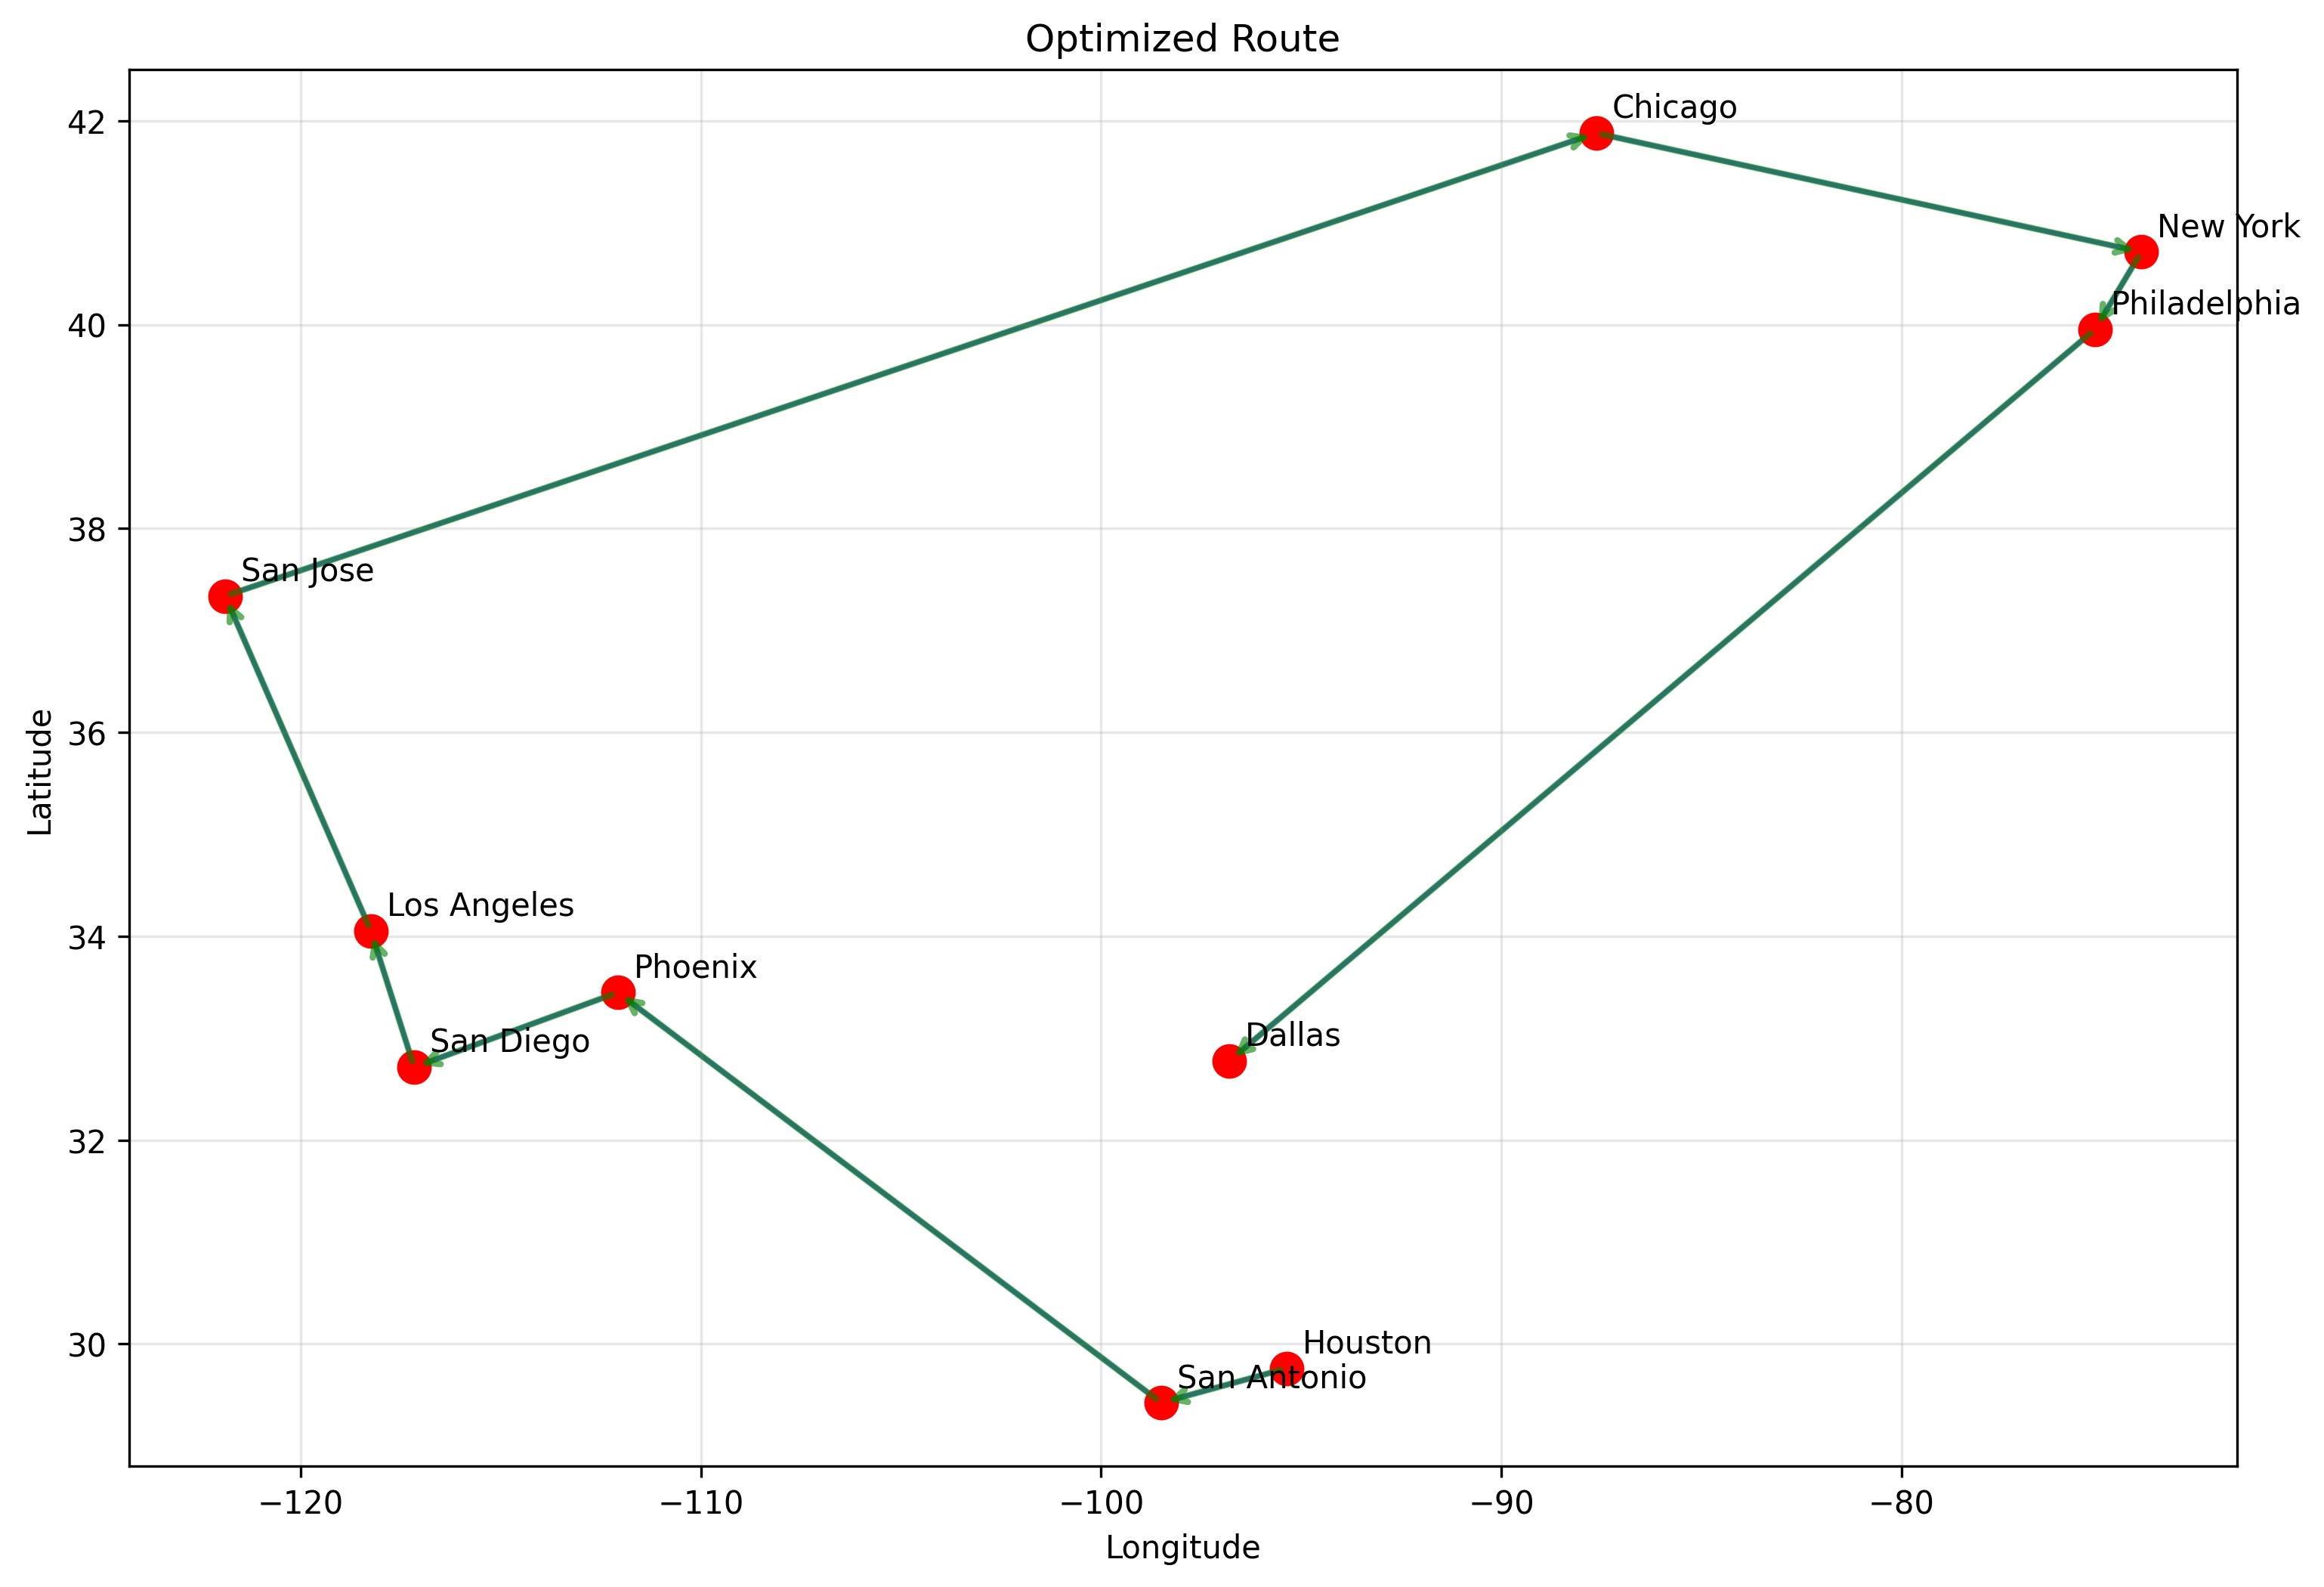 Optimized Route
Chicago
New York
Philadelphia
San Jose
Los Angeles
Phoenix
San Diego
Dallas
Houston
San Antonio
42
40
38
36
34
32
30
Latitude
−120
−110
−100
−90
−80
Longitude